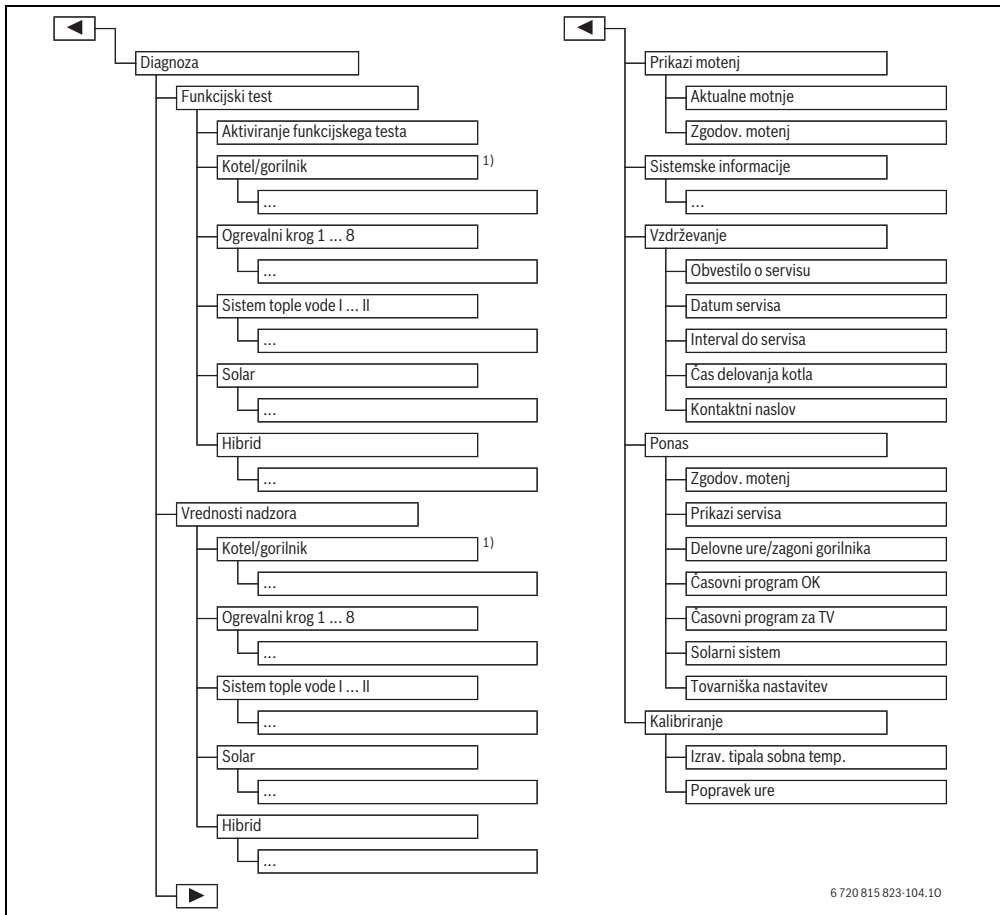 Diagnoza
Funkcijski test
Aktiviranje funkcijskega testa
Kotel/gorilnik 1)
...
Ogrevalni krog 1 ... 8
...
Sistem tople vode I ... II
...
Solar
...
Hibrid
...
Vrednosti nadzora
Kotel/gorilnik 1)
...
Ogrevalni krog 1 ... 8
...
Sistem tople vode I ... II
...
Solar
...
Hibrid
...
Prikazi motenj
Aktualne motnje
Zgodov. motenj
Sistemske informacije
...
Vzdrževanje
Obvestilo o servisu
Datum servisa
Interval do servisa
Čas delovanja kotla
Kontaktni naslov
Ponas
Zgodov. motenj
Prikazi servisa
Delovne ure/zagoni gorilnika
Časovni program OK
Časovni program za TV
Solarni sistem
Tovarniška nastavitev
Kalibriranje
Izrav. tipala sobna temp.
Popravek ure
6 720 815 823-104.1O